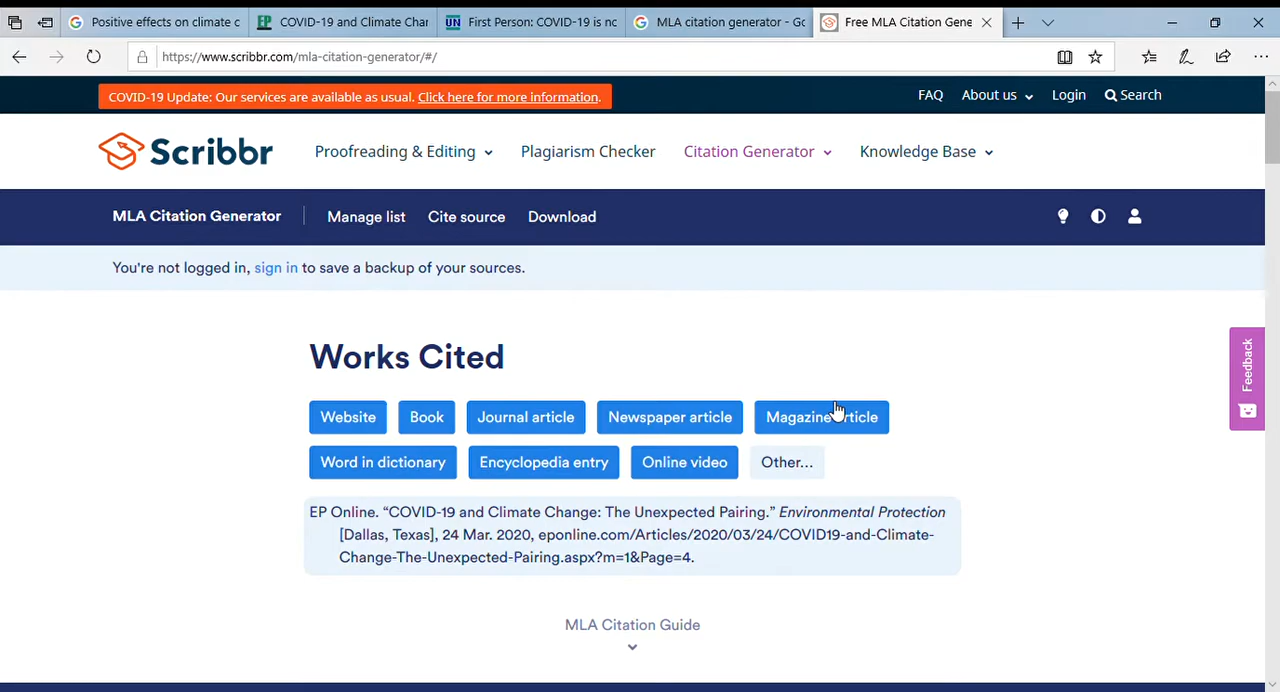 Positive effects on climate c
EP COVID-19 and Climate Char
UN First Person: COVID-19 is nc
MLA citation generator - Gc
Free MLA Citation Gene
https://www.scribbr.com/mla-citation-generator/#/
COVID-19 Update: Our services are available as usual. Click here for more information.
FAQ About us Login Search
Scribbr Proofreading & Editing Plagiarism Checker Citation Generator Knowledge Base
MLA Citation Generator Manage list Cite source Download
You're not logged in, sign in to save a backup of your sources.
Feedback
Works Cited
Website Book Journal article Newspaper article Magazine article
Word in dictionary Encyclopedia entry Online video Other...
EP Online. “COVID-19 and Climate Change: The Unexpected Pairing.” Environmental Protection
[Dallas, Texas], 24 Mar. 2020, eponline.com/Articles/2020/03/24/COVID19-and-Climate-
Change-The-Unexpected-Pairing.aspx?m=1&Page=4.
MLA Citation Guide